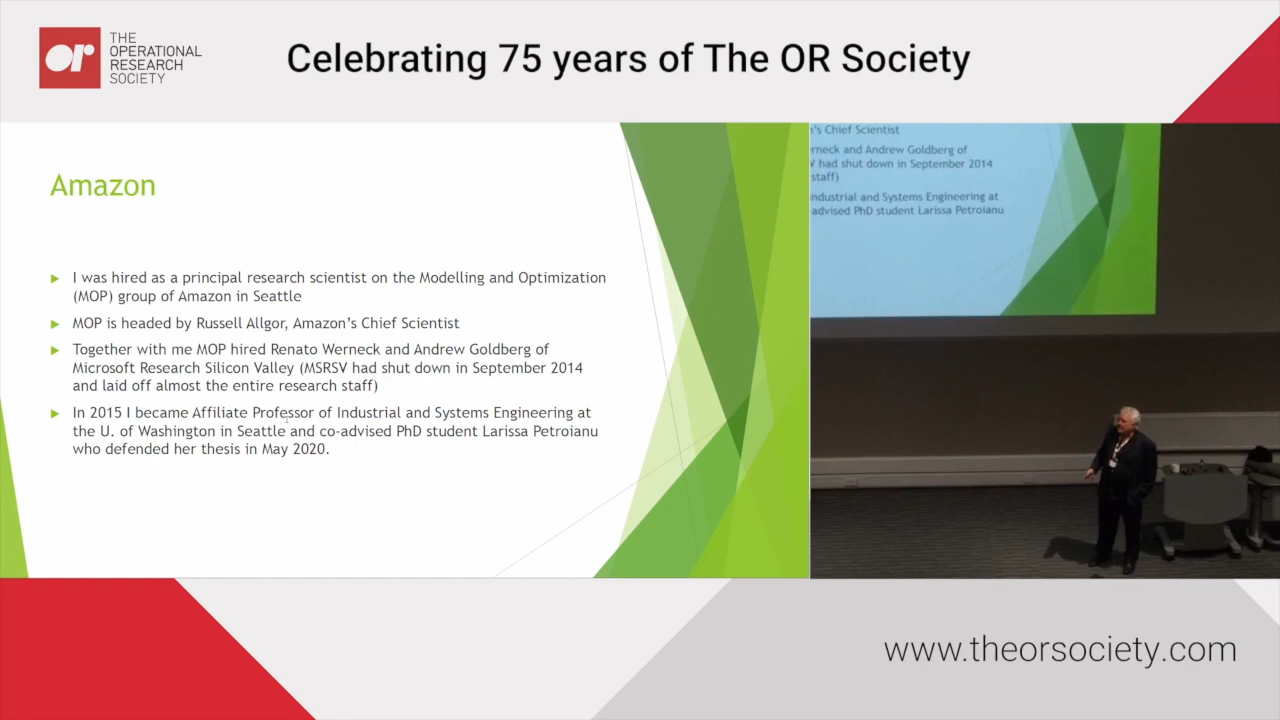 or
THE
OPERATIONAL
RESEARCH
SOCIETY
Celebrating 75 years of The OR Society
Amazon
I was hired as a principal research scientist on the Modelling and Optimization
(MOP) group of Amazon in Seattle
MOP is headed by Russell Allgor, Amazon's Chief Scientist
Together with me MOP hired Renato Werneck and Andrew Goldberg of
Microsoft Research Silicon Valley (MSRSV had shut down in September 2014
and laid off almost the entire research staff)
In 2015 I became Affiliate Professor of Industrial and Systems Engineering at
the U. of Washington in Seattle and co-advised PhD student Larissa Petroianu
who defended her thesis in May 2020.
's Chief Scientist
rneck and Andrew Goldberg of
V had shut down in September 2014
staff)
ndustrial and Systems Engineering at
advised PhD student Larissa Petroianu
www.theorsociety.com